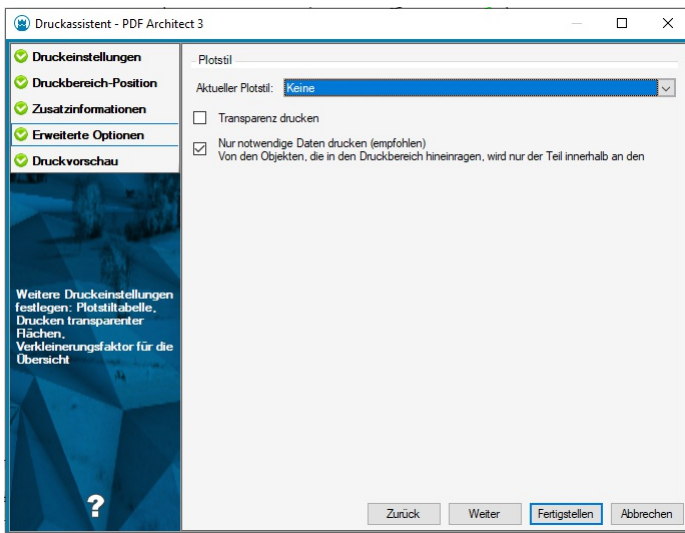 Druckassistent - PDF Architect 3
Druckeinstellungen
Druckbereich-Position
Zusatzinformationen
Erweiterte Optionen
Druckvorschau
Weitere Druckeinstellungen
festlegen: Plotstiltabelle,
Drucken transparenter
Flächen,
Verkleinerungsfaktor für die
Übersicht
?
Plotstil
Aktueller Plotstil: Keine
Transparenz drucken
Nur notwendige Daten drucken (empfohlen)
Von den Objekten, die in den Druckbereich hineinragen, wird nur der Teil innerhalb an den
Zurück Weiter Fertigstellen Abbrechen